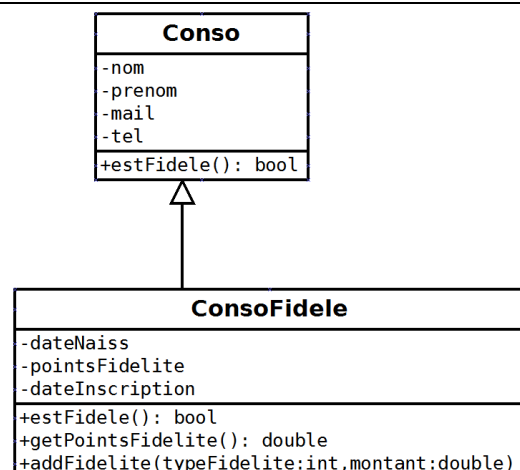 Conso
-nom
-prenom
-mail
-tel
+estFidele(): bool
ConsoFidele
-dateNaiss
-pointsFidelite
-dateInscription
+estFidele(): bool
+getPointsFidelite(): double
+addFidelite(typeFidelite:int,montant:double)